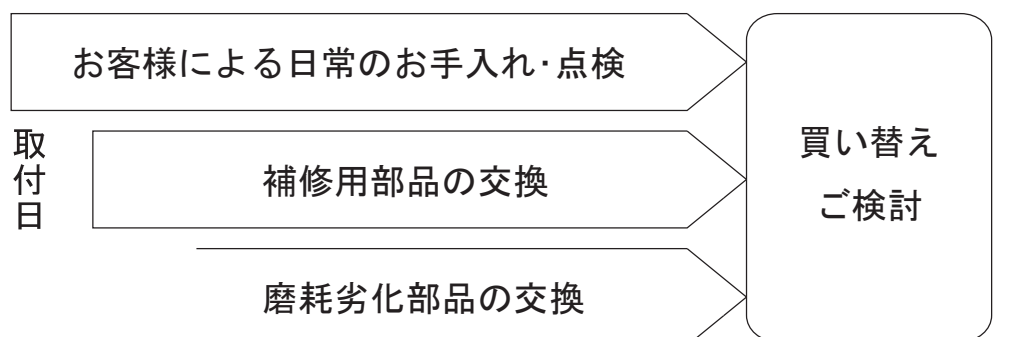 お客様による日常のお手入れ･点検
取付日
補修用部品の交換
磨耗劣化部品の交換
買い替え
ご検討